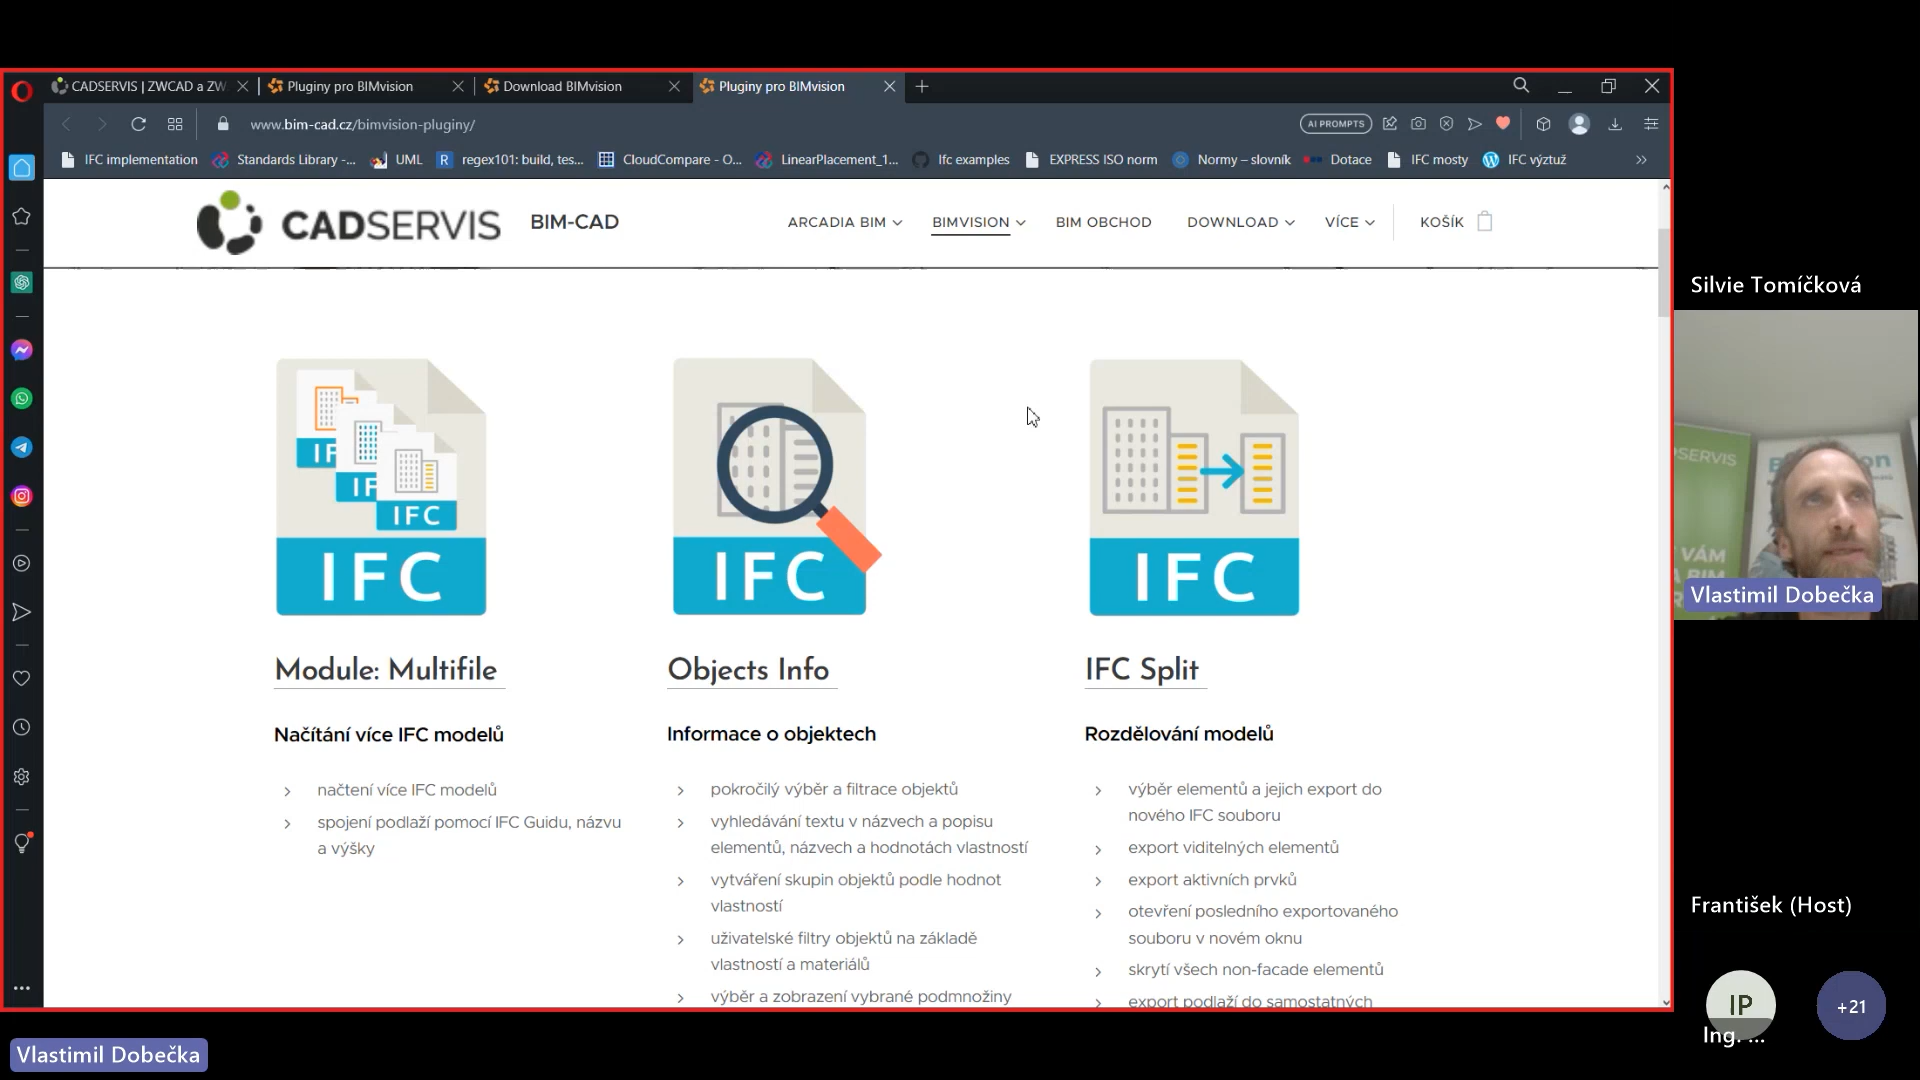 CADSERVIS | ZWCAD a ZW
Pluginy pro BIMvision
Download BIMvision
Pluginy pro BIMvision
www.bim-cad.cz/bimvision-pluginy/
AI PROMPTS
IFC implementation
Standards Library -...
UML
R
regex101: build, tes...
CloudCompare - O...
LinearPlacement_1...
Ifc examples
EXPRESS ISO norm
Normy – slovník
Dotace
IFC mosty
IFC výztuž
CADSERVIS
BIM-CAD
ARCADIA BIM
BIMVISION
BIM OBCHOD
DOWNLOAD
VÍCE
KOŠÍK
IFC
IFC
IFC
IFC
Module: Multifile
Načítání více IFC modelů
načtení více IFC modelů
spojení podlaží pomocí IFC Guidu, názvu
a výšky
Objects Info
Informace o objektech
pokročilý výběr a filtrace objektů
vyhledávání textu v názvech a popisu
elementů, názvech a hodnotách vlastností
vytváření skupin objektů podle hodnot
vlastností
uživatelské filtry objektů na základě
vlastností a materiálů
výběr a zobrazení vybrané podmnožiny
IFC Split
Rozdělování modelů
výběr elementů a jejich export do
nového IFC souboru
export viditelných elementů
export aktivních prvků
otevření posledního exportovaného
souboru v novém oknu
skrytí všech non-facade elementů
export podlaží do samostatných
Silvie Tomíčková
SERVIS
VÁM
Vlastimil Dobečka
František (Host)
IP
Ing. ...
+21
Vlastimil Dobečka